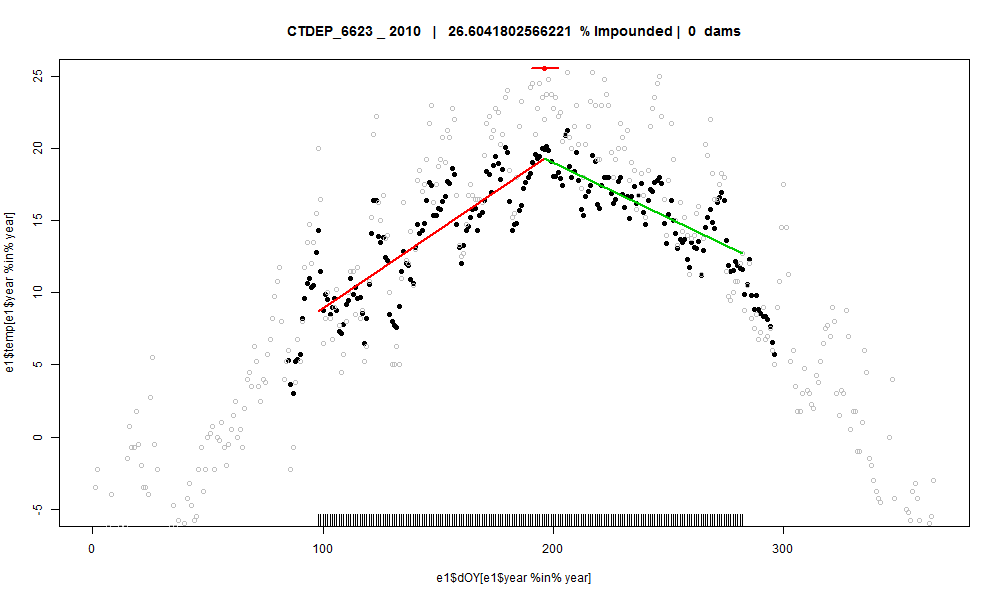 CTDEP_6623 _ 2010 | 26.6041802566221 % Impounded | 0 dams
e1$temp[e1$year %in% year]
25
20
15
10
5
0
-5
0 100 200 300
e1$dOY[e1$year %in% year]